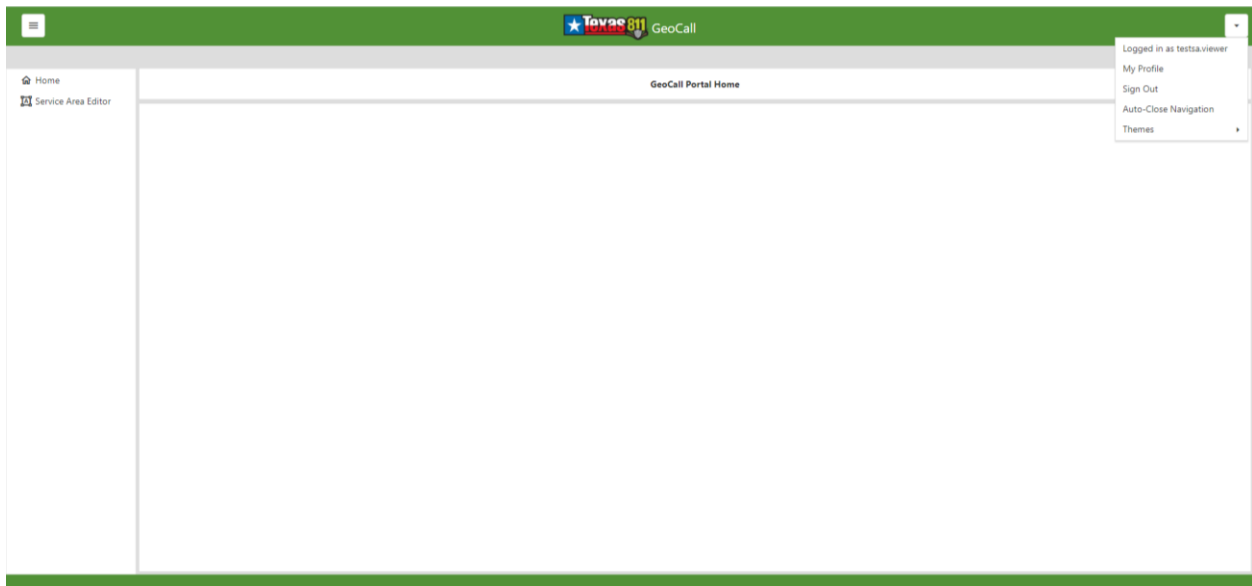 Texas 811 GeoCall
Logged in as testsa.viewer
My Profile
Sign Out
Auto-Close Navigation
Themes
Home
Service Area Editor
GeoCall Portal Home